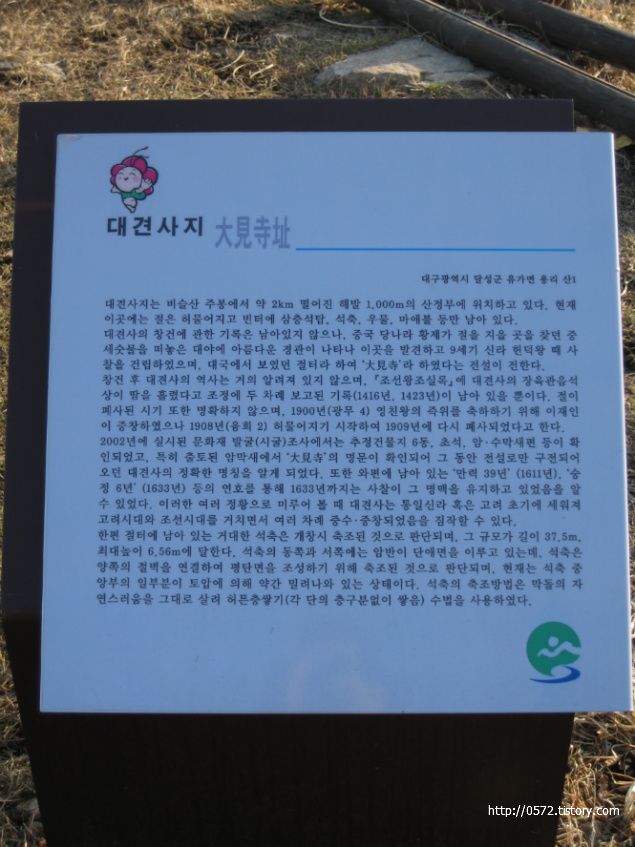 대견사지 大見寺址
대구광역시 달성군 유가면 용리 산1
대견사지는 비슬산 주봉에서 약 2km 떨어진 해발 1,000m의 산정부에 위치하고 있다. 현재
이곳에는 절은 허물어지고 빈터에 삼층석탑, 석축, 우물, 마애불 등만 남아 있다.
대견사의 창건에 관한 기록은 남아있지 않으나, 중국 당나라 황제가 절을 지을 곳을 찾던 중
세숫물을 떠놓은 대야에 아름다운 경관이 나타나 이곳을 발견하고 9세기 신라 헌덕왕 때 사
찰을 건립하였으며, 대국에서 보였던 절터라 하여 '大見寺'라 하였다는 전설이 전한다.
창건 후 대견사의 역사는 거의 알려져 있지 않으며, 「조선왕조실록」에 대견사의 장육관음석
상이 땀을 흘렸다고 조정에 두 차례 보고된 기록(1416년, 1423년)이 남아 있을 뿐이다. 절이
폐사된 시기 또한 명확하지 않으며, 1900년(광무 4) 영친왕의 즉위를 축하하기 위해 이재인
이 중창하였으나 1908년(융희 2) 허물어지기 시작하여 1909년에 다시 폐사되었다고 한다.
2002년에 실시된 문화재 발굴(시굴)조사에서는 추정건물지 6동, 초석, 암·수막새편 등이 확
인되었고, 특히 출토된 암막새에서 '大見寺'의 명문이 확인되어 그 동안 전설로만 구전되어
오던 대견사의 정확한 명칭을 알게 되었다. 또한 와편에 남아 있는 '만력 39년' (1611년), '숭
정 6년' (1633년) 등의 연호를 통해 1633년까지는 사찰이 그 명맥을 유지하고 있었음을 알
수 있었다. 이러한 여러 정황으로 미루어 볼 때 대견사는 통일신라 혹은 고려 초기에 세워져
고려시대와 조선시대를 거치면서 여러 차례 중수·중창되었음을 짐작할 수 있다.
한편 절터에 남아 있는 거대한 석축은 개창시 축조된 것으로 판단되며, 그 규모가 길이 37.5m,
최대높이 6.56m에 달한다. 석축의 동쪽과 서쪽에는 암반이 단애면을 이루고 있는데, 석축은
양쪽의 절벽을 연결하여 평탄면을 조성하기 위해 축조된 것으로 판단되며, 현재는 석축 중
앙부의 일부분이 토압에 의해 약간 밀려나와 있는 상태이다. 석축의 축조방법은 막돌의 자
연스러움을 그대로 살려 허튼층쌓기(각 단의 층구분없이 쌓음) 수법을 사용하였다.
http://0572.tistory.com